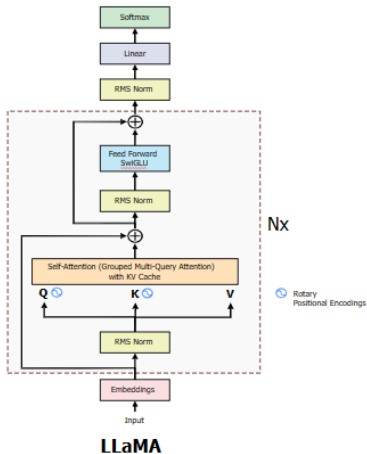 Softmax
Linear
RMS Norm
Feed Forward
SwiGLU
RMS Norm
Nx
Self-Attention (Grouped Multi-Query Attention)
with KV Cache
Q K V
Rotary
Positional Encodings
RMS Norm
Embeddings
Input
LLaMA